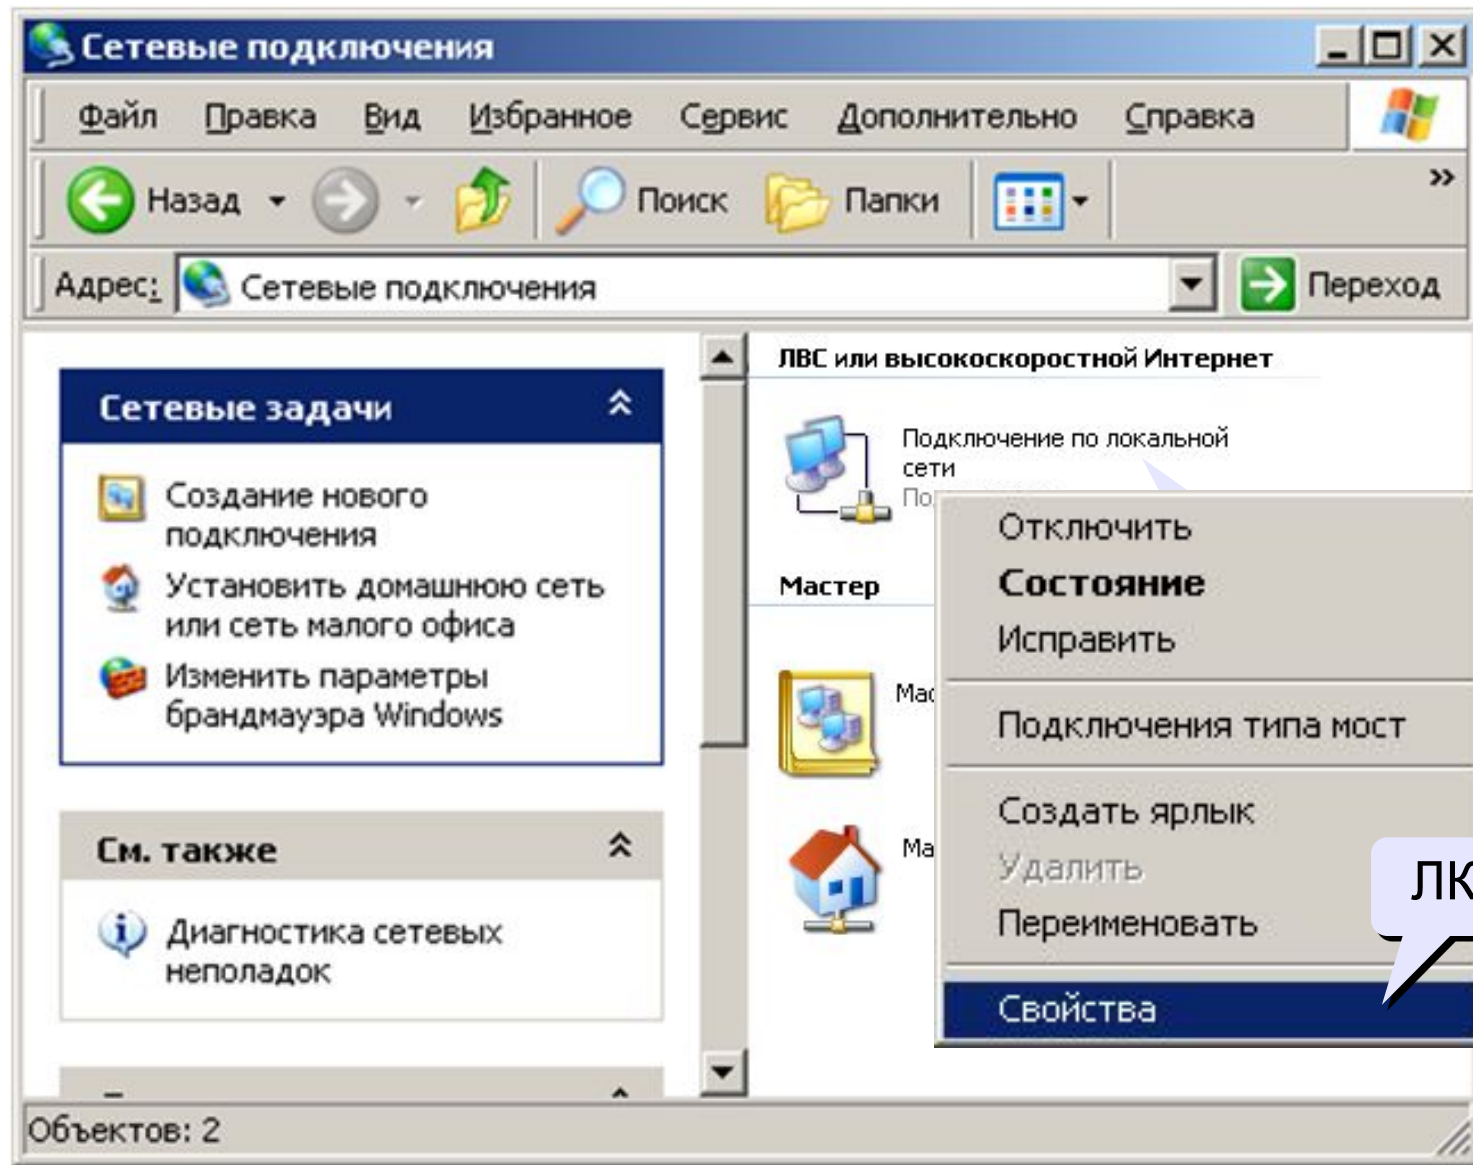 Сетевые подключения
Файл Правка Вид Избранное Сервис Дополнительно Справка
Назад Поиск Папки »
Адрес: Сетевые подключения Переход
Сетевые задачи
Создание нового
подключения
Установить домашнюю сеть
или сеть малого офиса
Изменить параметры
брандмауэра Windows
См. также
Диагностика сетевых
неполадок
ЛВС или высокоскоростной Интернет
Подключение по локальной
сети
Мастер
Отключить
Состояние
Исправить
Подключения типа мост
Создать ярлык
Удалить
Переименовать
Свойства
ЛК
Объектов: 2